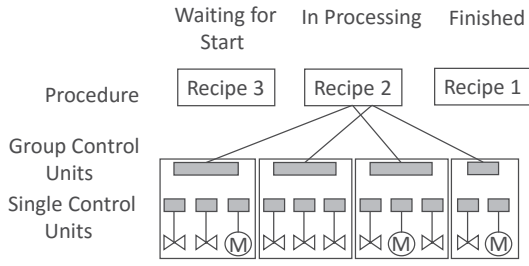 Waiting for
Start
In Processing
Finished
Procedure
Recipe 3
Recipe 2
Recipe 1
Group Control
Units
Single Control
Units
M
M
M